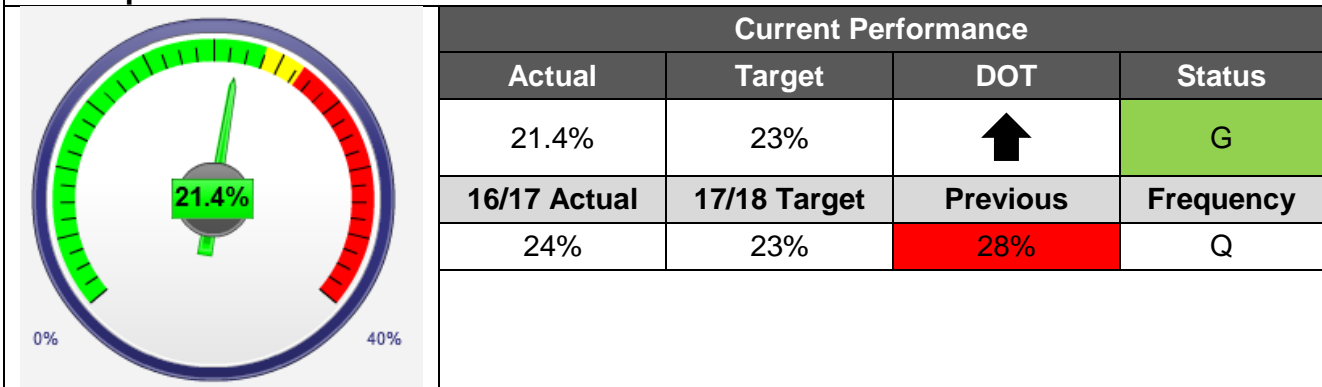 Current Performance
Actual Target DOT Status
21.4% 23% G
16/17 Actual 17/18 Target Previous Frequency
24% 23% 28% Q
21.4%
0% 40%